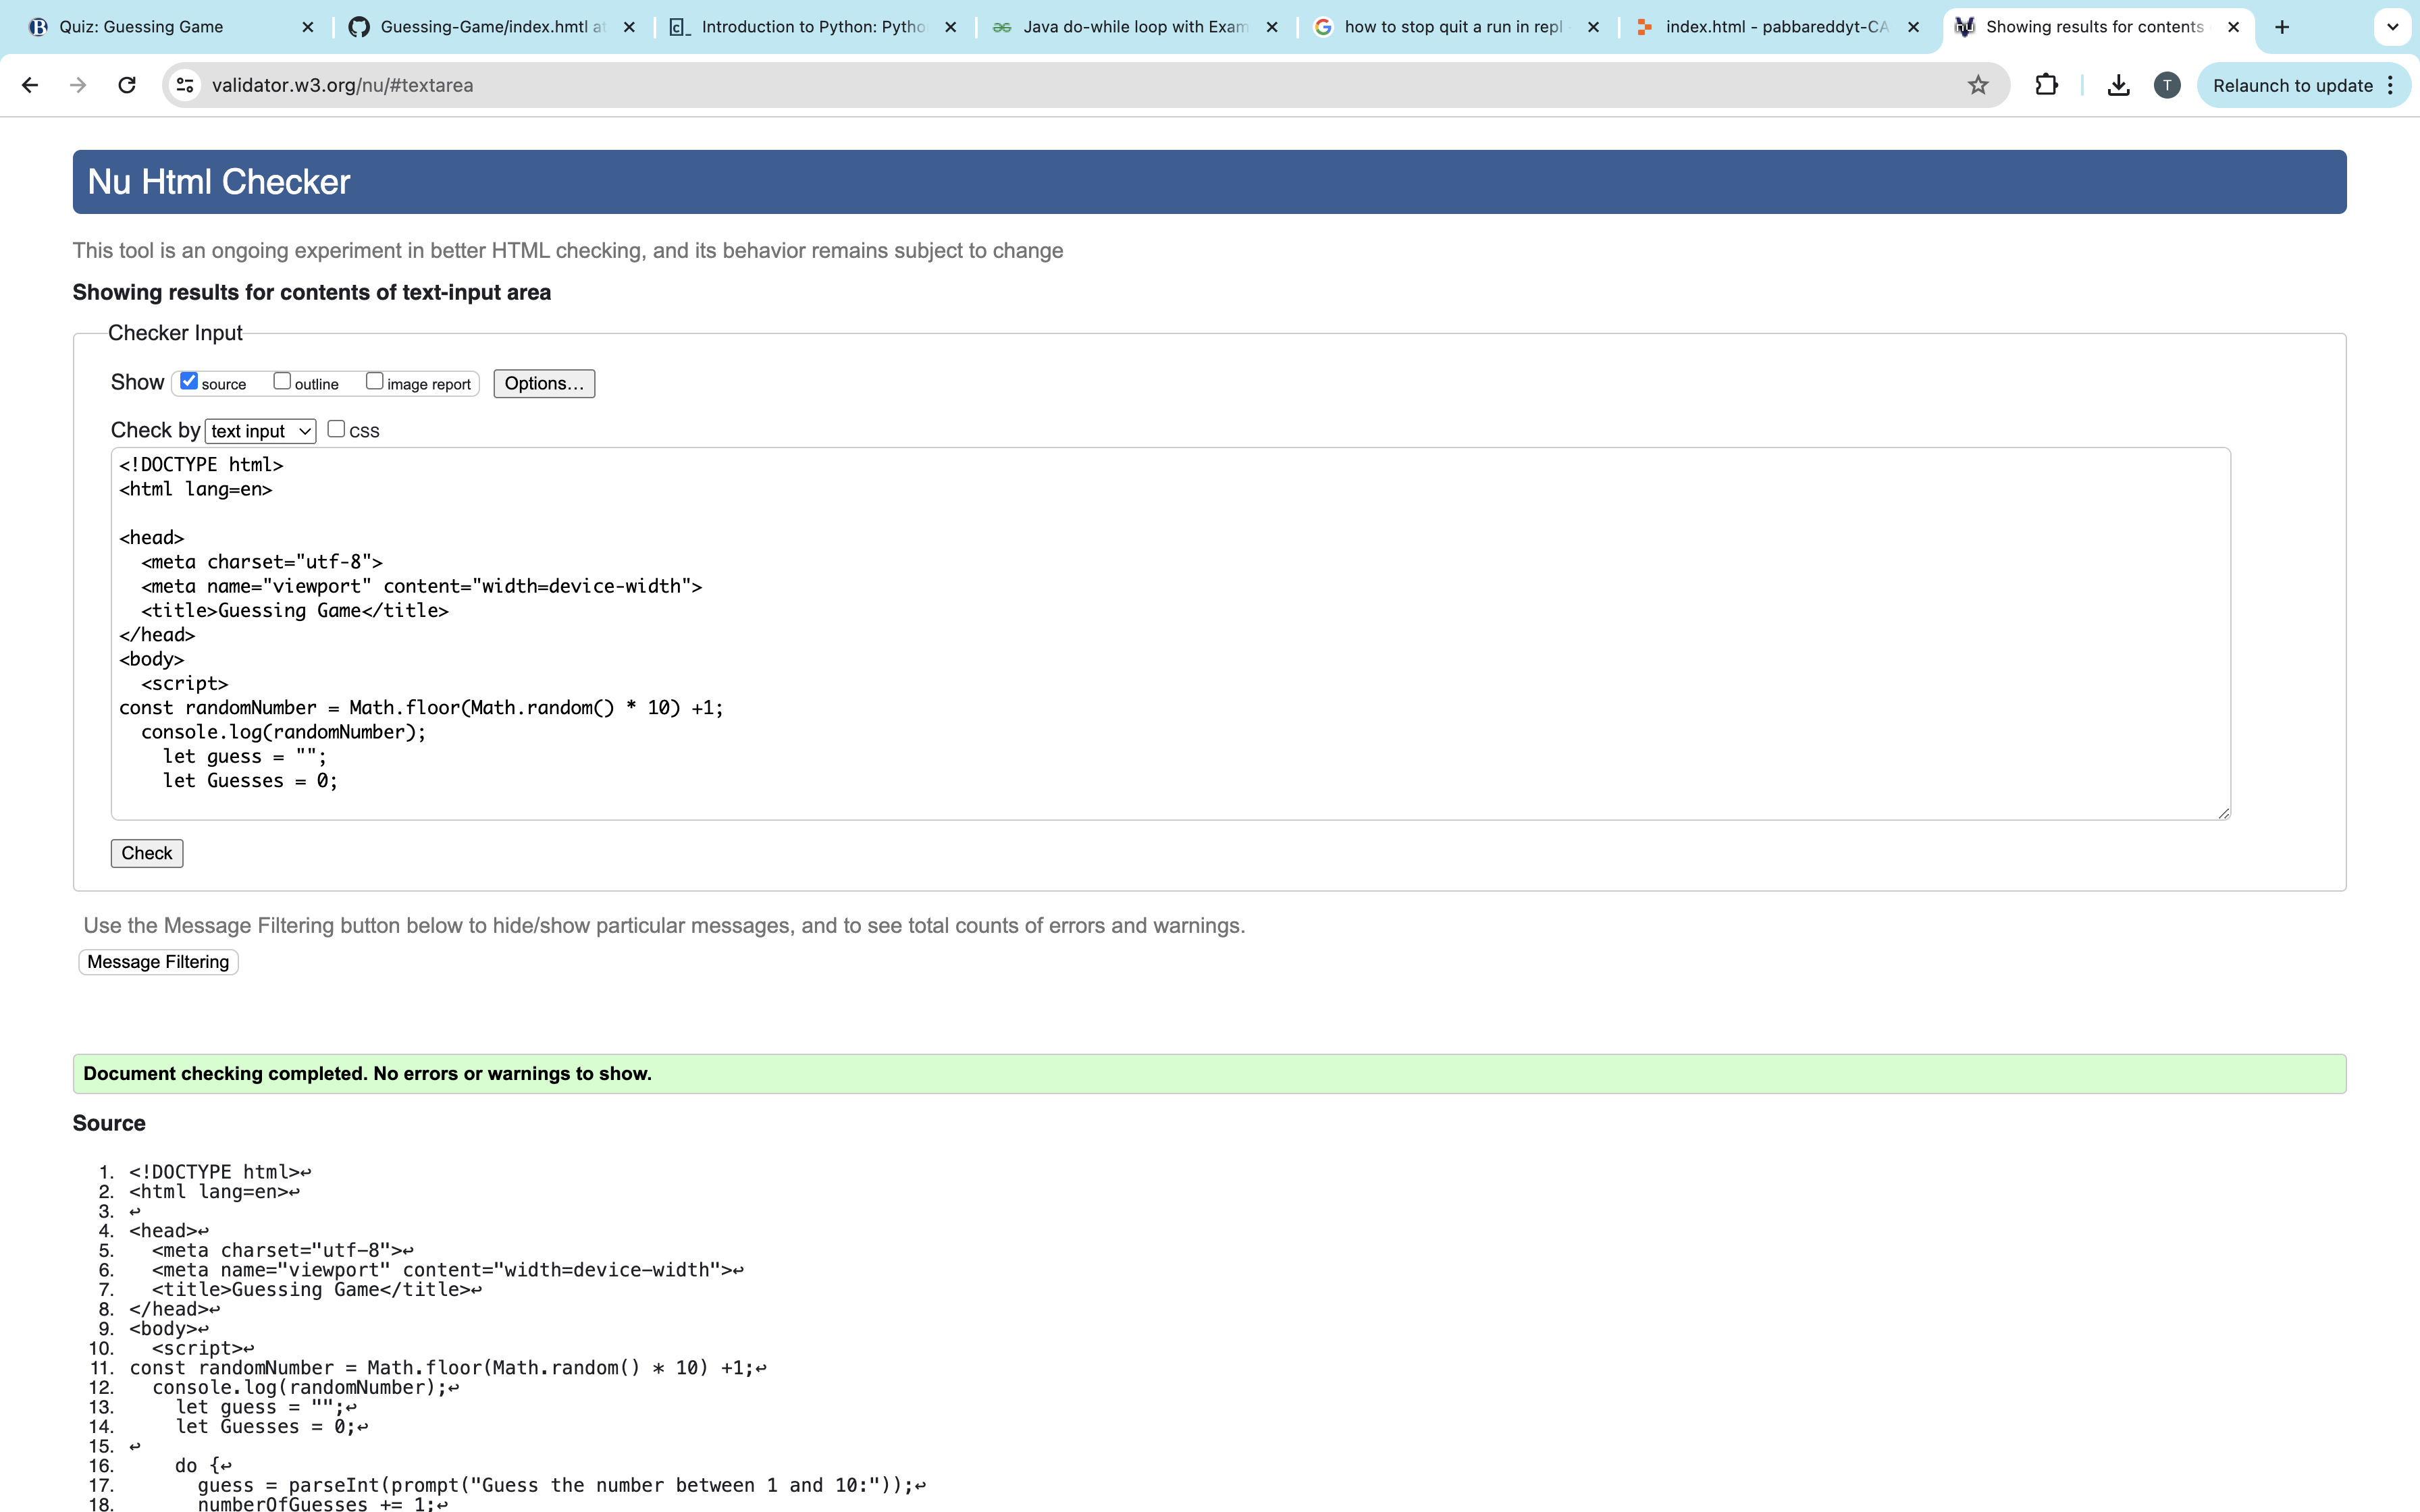 Quiz: Guessing Game
Guessing-Game/index.hmtl at
Introduction to Python: Pytho
Java do-while loop with Exam
how to stop quit a run in repl
index.html - pabbareddyt-CA
Showing results for contents
validator.w3.org/nu/#textarea
T
Relaunch to update
Nu Html Checker
This tool is an ongoing experiment in better HTML checking, and its behavior remains subject to change
Showing results for contents of text-input area
Checker Input
Show source outline image report Options...
Check by text input CSS
<!DOCTYPE html>
<html lang=en>
<head>
<meta charset="utf-8">
<meta name="viewport" content="width=device-width">
<title>Guessing Game</title>
</head>
<body>
<script>
const randomNumber = Math.floor(Math.random() * 10) +1;
console.log(randomNumber);
let guess = "";
let Guesses = 0;
Check
Use the Message Filtering button below to hide/show particular messages, and to see total counts of errors and warnings.
Message Filtering
Document checking completed. No errors or warnings to show.
Source
1. <!DOCTYPE html>↩
2. <html lang=en>↩
3. ↩
4. <head>↩
5. <meta charset="utf-8">↩
6. <meta name="viewport" content="width=device-width">↩
7. <title>Guessing Game</title>↩
8. </head>↩
9. <body>↩
10. <script>↩
11. const randomNumber = Math.floor(Math.random() * 10) +1;↩
12. console.log(randomNumber);↩
13. let guess = "";↩
14. let Guesses = 0;↩
15. ↩
16. do {↩
17. guess = parseInt(prompt("Guess the number between 1 and 10:"));↩
18. numberOfGuesses += 1;↩